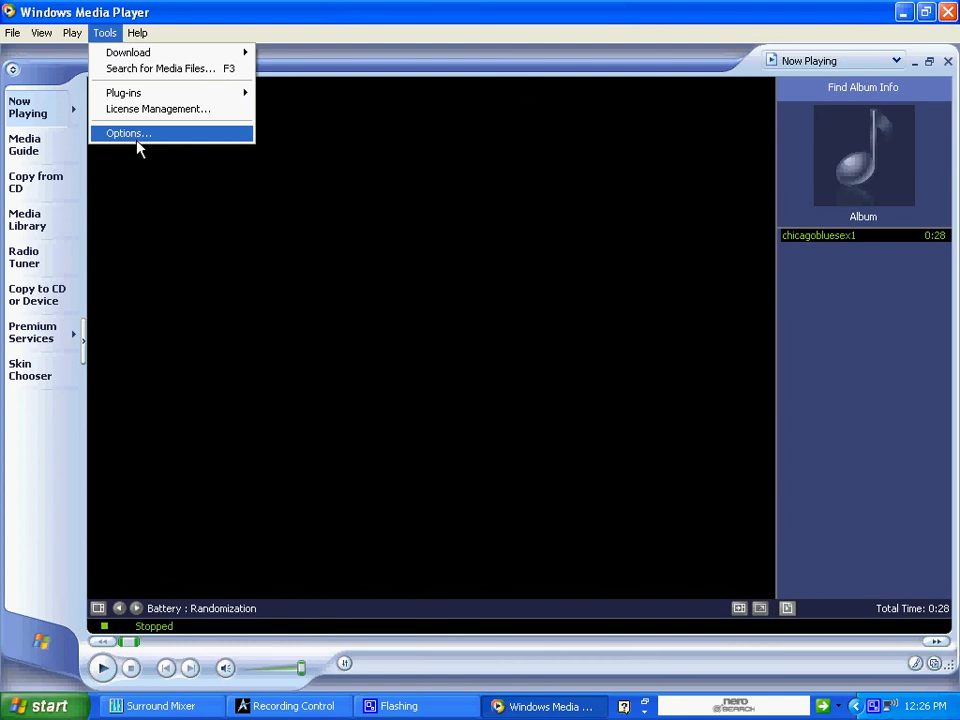 Windows Media Player
File View Play Tools Help
Download
Search for Media Files... F3
Plug-ins
License Management...
Options...
Now Playing
Find Album Info
Album
chicagobluesex1 0:28
Now
Playing
Media
Guide
Copy from
CD
Media
Library
Radio
Tuner
Copy to CD
or Device
Premium
Services
Skin
Chooser
Battery : Randomization
Total Time: 0:28
Stopped
start
Surround Mixer
Recording Control
Flashing
Windows Media ...
nero
SEARCH
12:26 PM